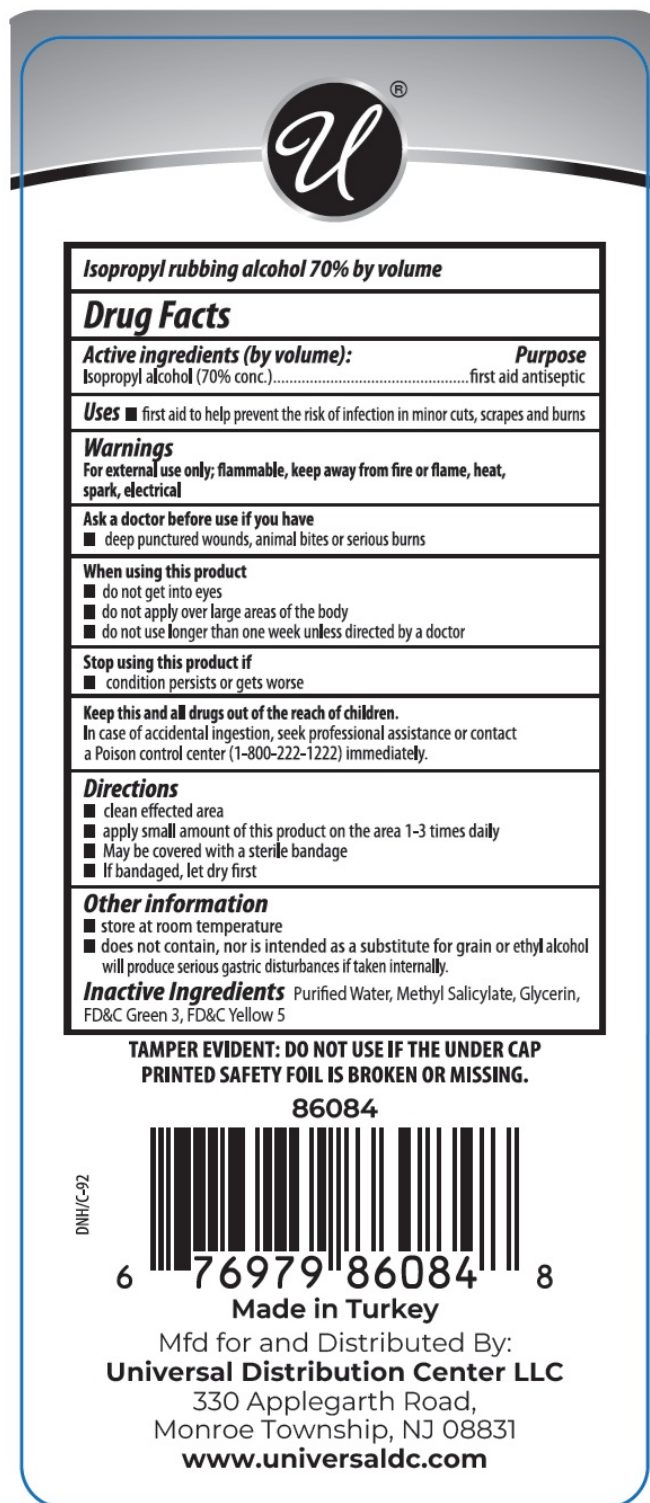 U ®
Isopropyl rubbing alcohol 70% by volume
Drug Facts
Active ingredients (by volume): Purpose
Isopropyl alcohol (70% conc.)..................................................first aid antiseptic
Uses ■ first aid to help prevent the risk of infection in minor cuts, scrapes and burns
Warnings
For external use only; flammable, keep away from fire or flame, heat,
spark, electrical
Ask a doctor before use if you have
■ deep punctured wounds, animal bites or serious burns
When using this product
■ do not get into eyes
■ do not apply over large areas of the body
■ do not use longer than one week unless directed by a doctor
Stop using this product if
■ condition persists or gets worse
Keep this and all drugs out of the reach of children.
In case of accidental ingestion, seek professional assistance or contact
a Poison control center (1-800-222-1222) immediately.
Directions
■ clean effected area
■ apply small amount of this product on the area 1-3 times daily
■ May be covered with a sterile bandage
■ If bandaged, let dry first
Other information
■ store at room temperature
■ does not contain, nor is intended as a substitute for grain or ethyl alcohol
will produce serious gastric disturbances if taken internally.
Inactive Ingredients Purified Water, Methyl Salicylate, Glycerin,
FD&C Green 3, FD&C Yellow 5
TAMPER EVIDENT: DO NOT USE IF THE UNDER CAP
PRINTED SAFETY FOIL IS BROKEN OR MISSING.
86084
DNH/C-92
6 76979 86084 8
Made in Turkey
Mfd for and Distributed By:
Universal Distribution Center LLC
330 Applegarth Road,
Monroe Township, NJ 08831
www.universaldc.com